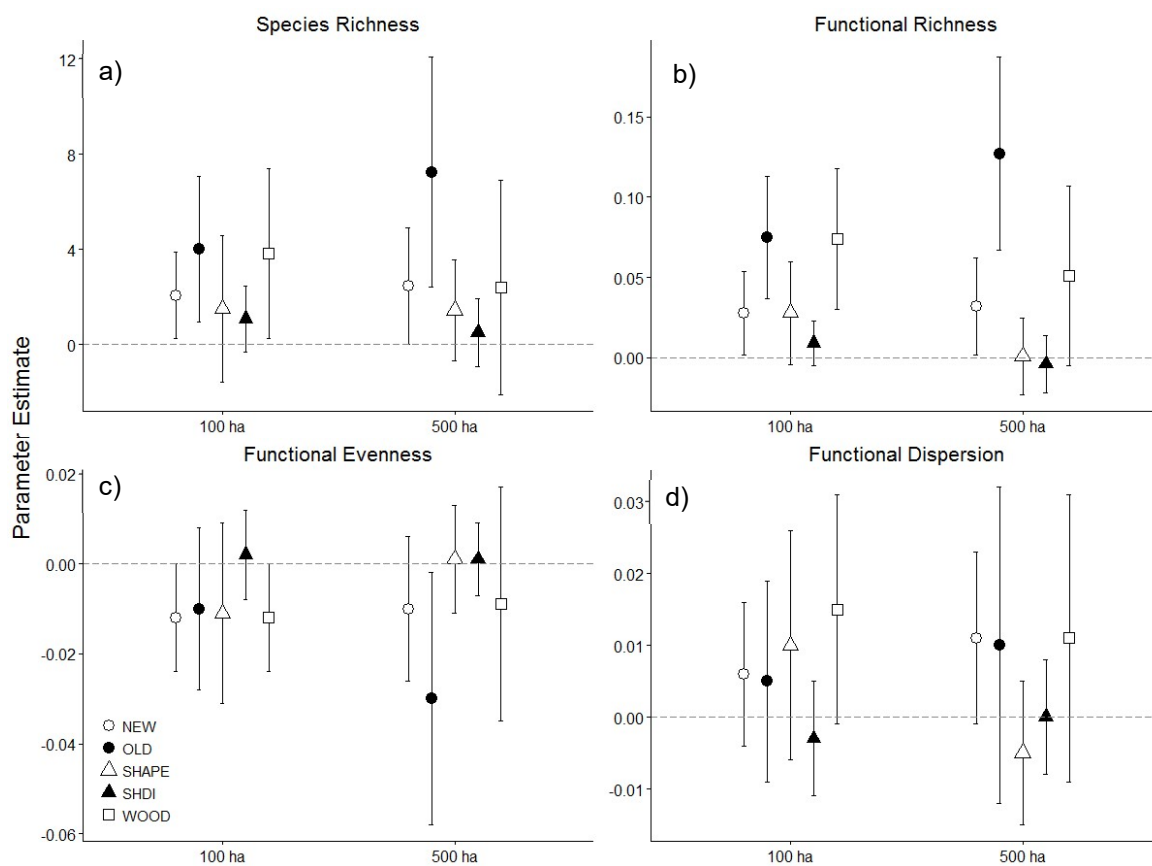 Species Richness
a)
12
8
4
0
100 ha
500 ha
Functional Richness
b)
0.15
0.10
0.05
0.00
100 ha
500 ha
Parameter Estimate
Functional Evenness
c)
0.02
0.00
-0.02
-0.04
-0.06
NEW
OLD
SHAPE
SHDI
WOOD
100 ha
500 ha
Functional Dispersion
d)
0.03
0.02
0.01
0.00
-0.01
100 ha
500 ha